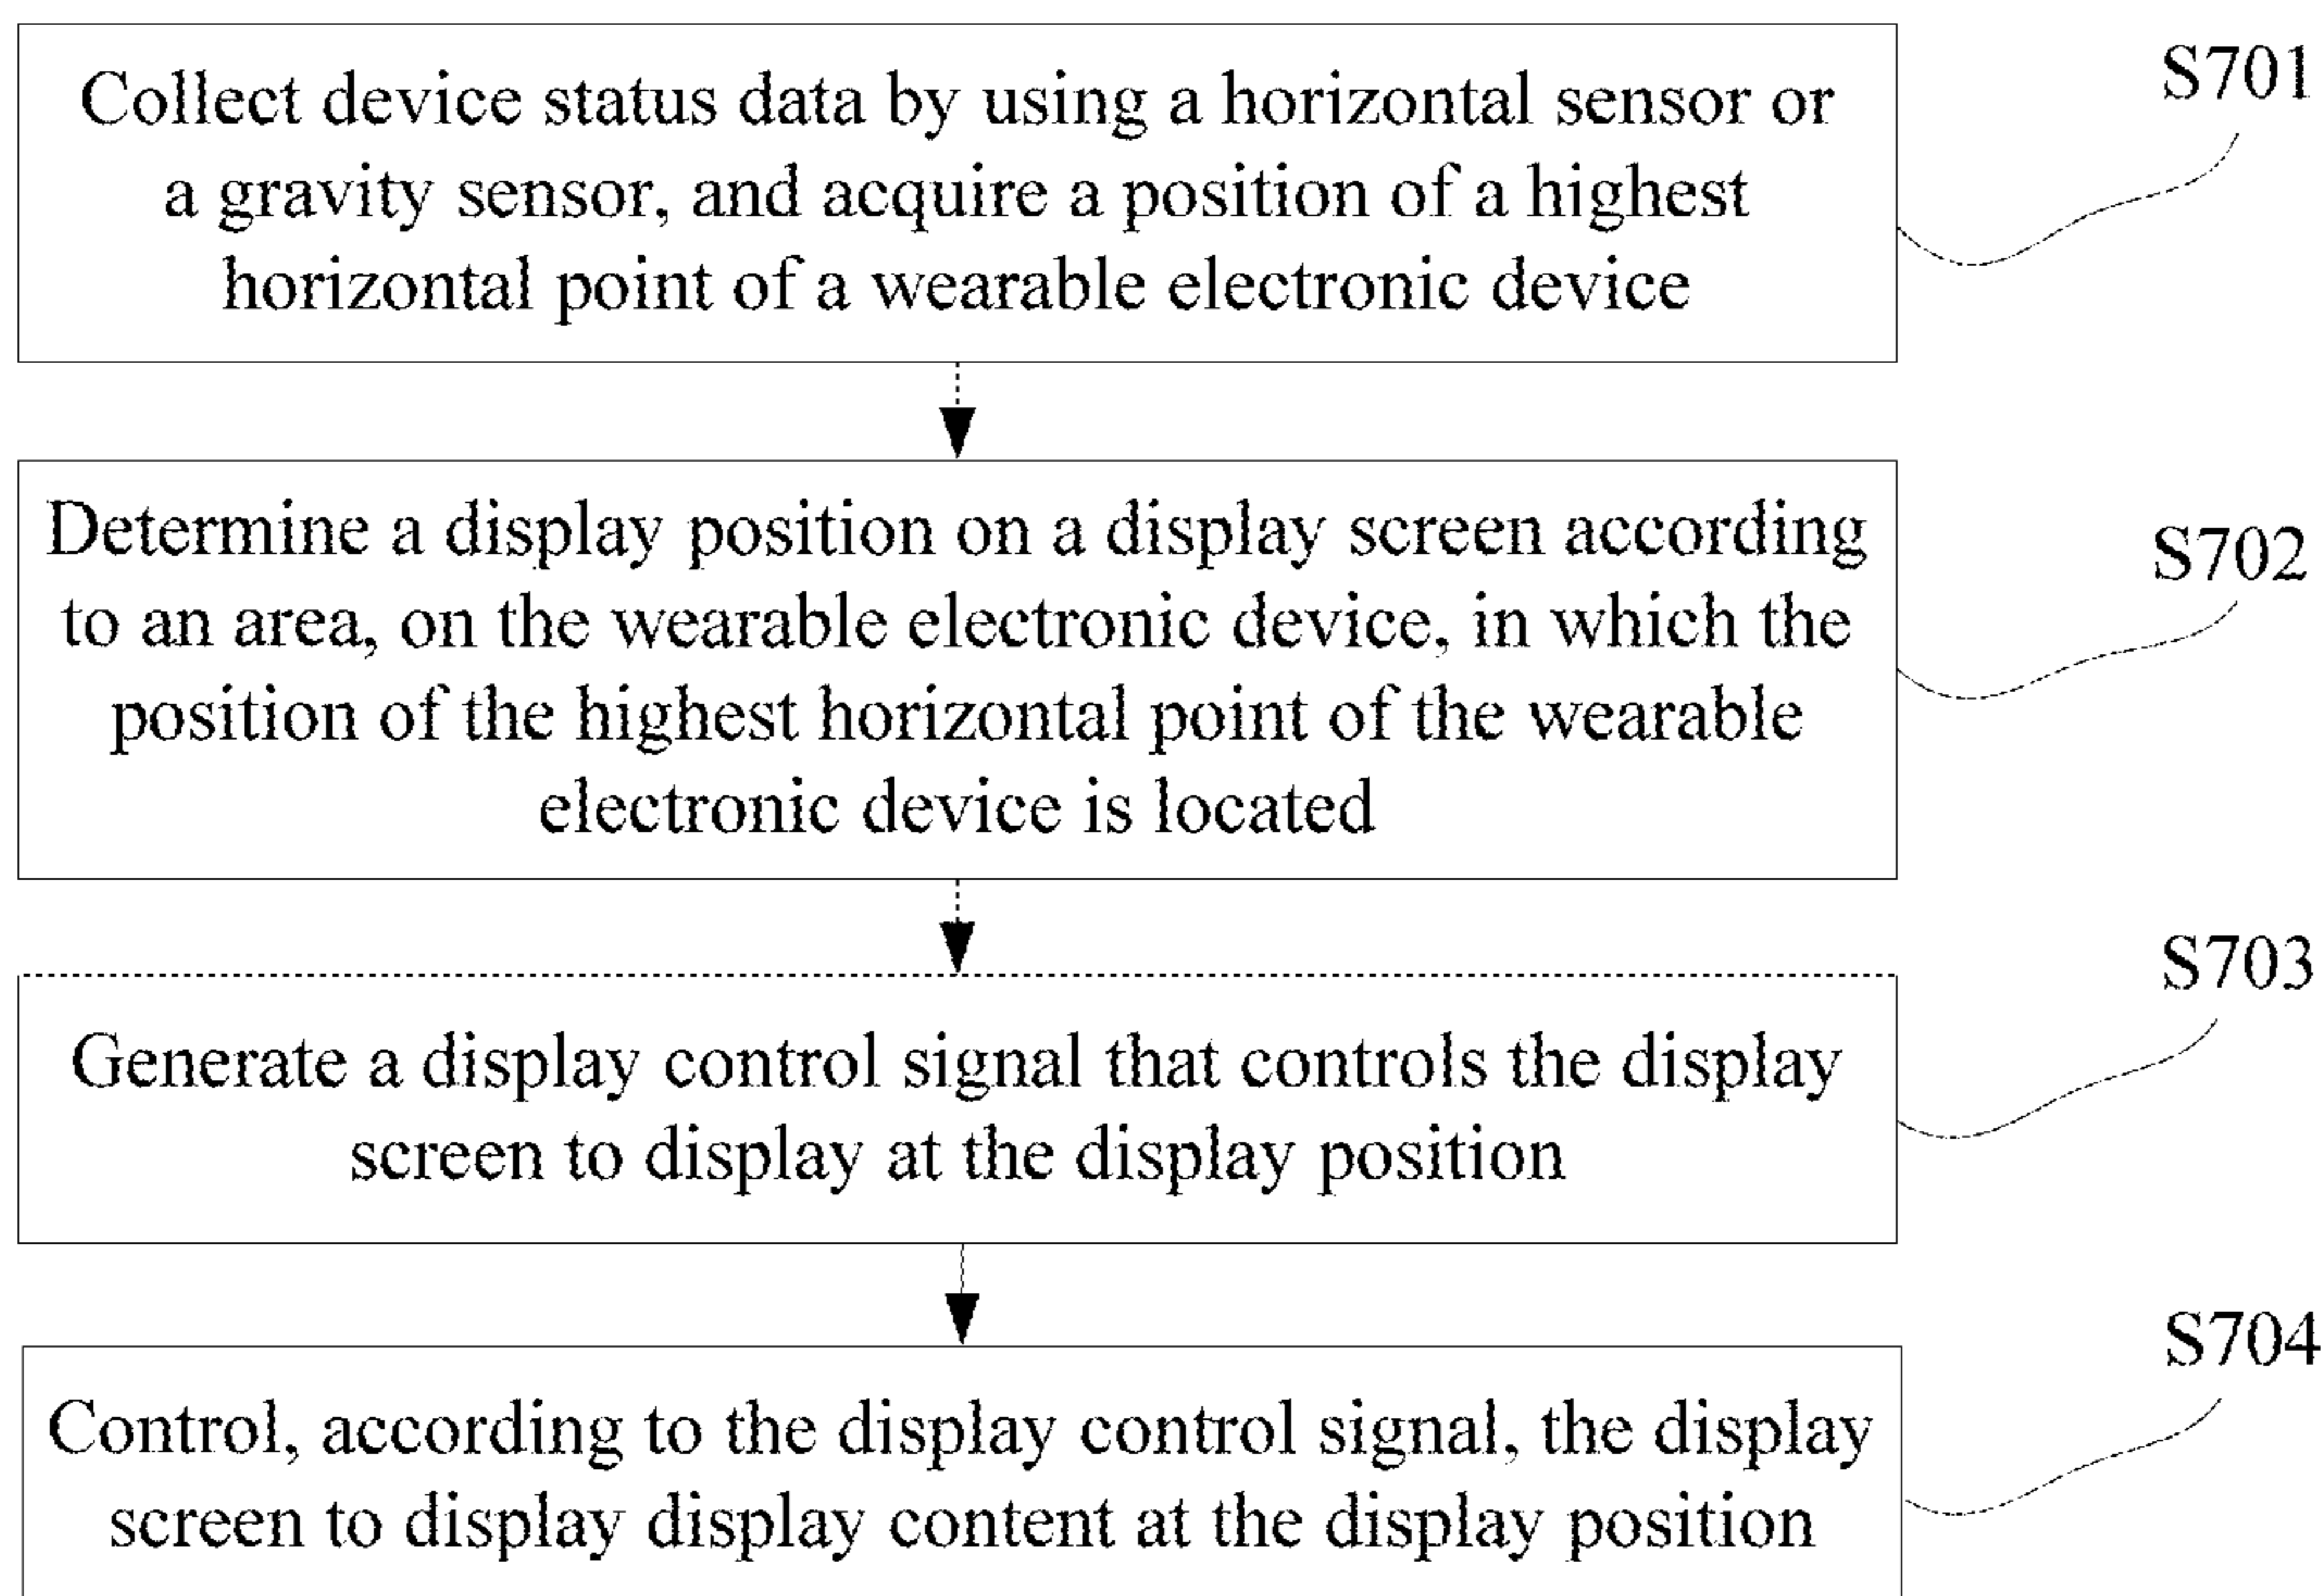 Collect device status data by using a horizontal sensor or
a gravity sensor, and acquire a position of a highest
horizontal point of a wearable electronic device
S701
Determine a display position on a display screen according
to an area, on the wearable electronic device, in which the
position of the highest horizontal point of the wearable
electronic device is located
S702
Generate a display control signal that controls the display
screen to display at the display position
S703
Control, according to the display control signal, the display
screen to display display content at the display position
S704